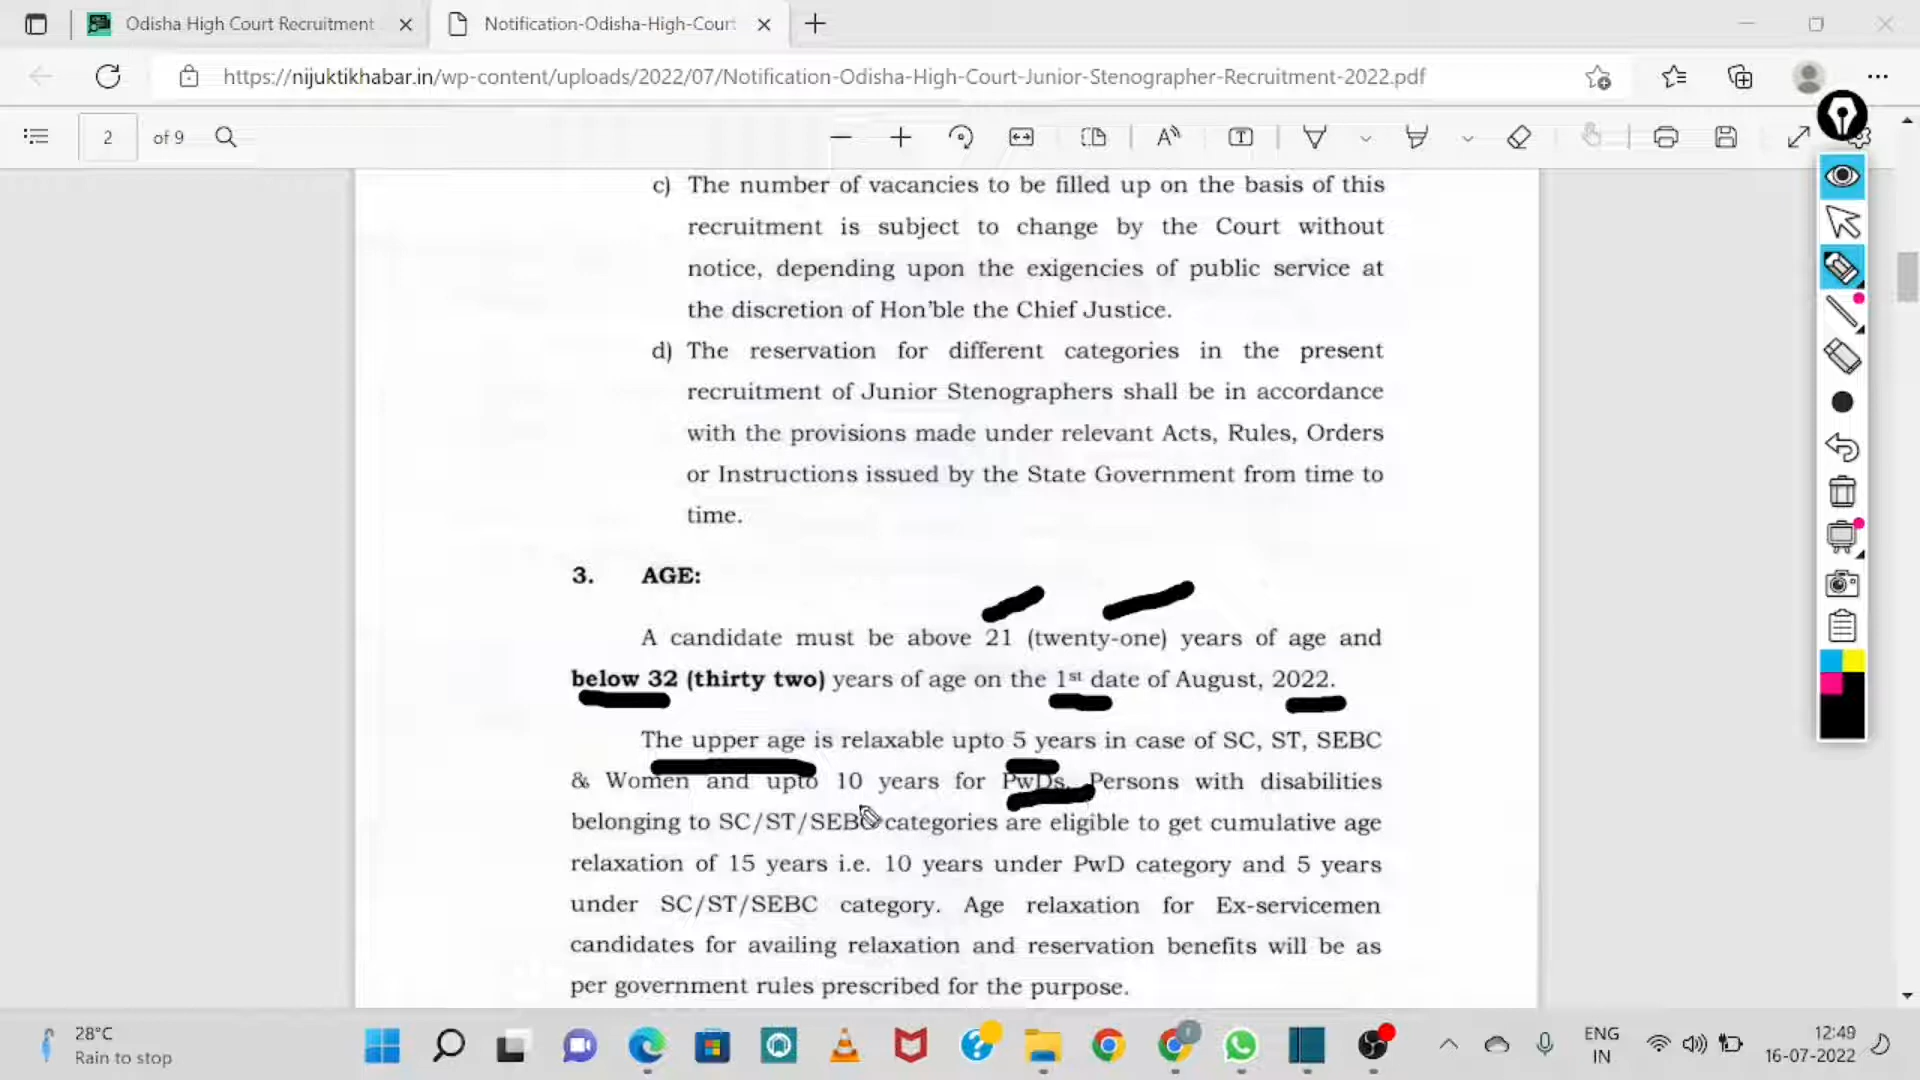 Odisha High Court Recruitment
Notification-Odisha-High-Court
https://nijuktikhabar.in/wp-content/uploads/2022/07/Notification-Odisha-High-Court-Junior-Stenographer-Recruitment-2022.pdf
2 of 9
c) The number of vacancies to be filled up on the basis of this
recruitment is subject to change by the Court without
notice, depending upon the exigencies of public service at
the discretion of Hon'ble the Chief Justice.
d) The reservation for different categories in the present
recruitment of Junior Stenographers shall be in accordance
with the provisions made under relevant Acts, Rules, Orders
or Instructions issued by the State Government from time to
time.
3. AGE:
A candidate must be above 21 (twenty-one) years of age and
below 32 (thirty two) years of age on the 1st date of August, 2022.
The upper age is relaxable upto 5 years in case of SC, ST, SEBC
& Women and upto 10 years for PwDs. Persons with disabilities
belonging to SC/ST/SEBC categories are eligible to get cumulative age
relaxation of 15 years i.e. 10 years under PwD category and 5 years
under SC/ST/SEBC category. Age relaxation for Ex-servicemen
candidates for availing relaxation and reservation benefits will be as
per government rules prescribed for the purpose.
28°C
Rain to stop
ENG
IN
12:49
16-07-2022